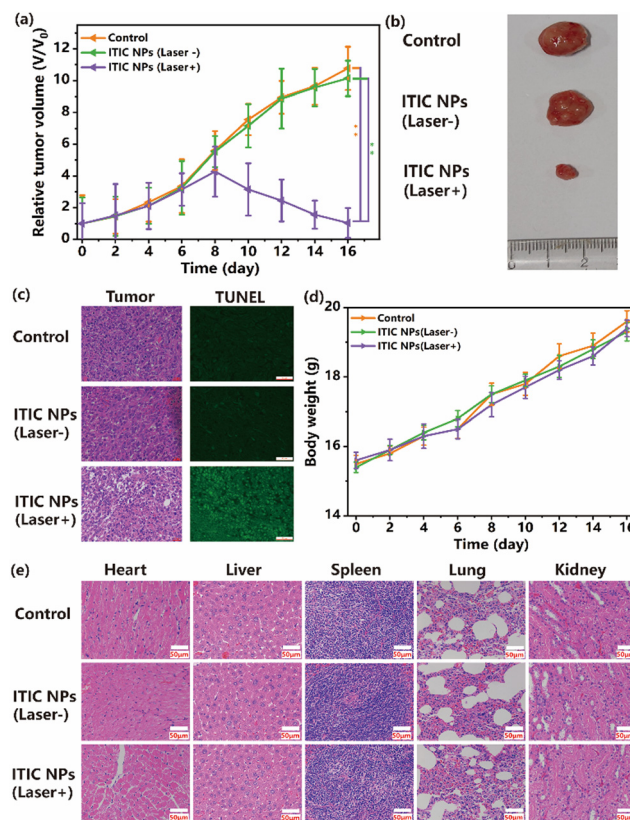 (a)
Control
ITIC NPs (Laser -)
ITIC NPs (Laser+)
Relative tumor volume (V/V0)
12
10
8
6
4
2
0
0 2 4 6 8 10 12 14 16
Time (day)
**
**
(b)
Control
ITIC NPs
(Laser-)
ITIC NPs
(Laser+)
0 1 2
(c)
Tumor TUNEL
Control
ITIC NPs
(Laser-)
ITIC NPs
(Laser+)
(d)
Control
ITIC NPs(Laser-)
ITIC NPs(Laser+)
Body weight (g)
20
18
16
14
0 2 4 6 8 10 12 14 16
Time (day)
(e)
Heart Liver Spleen Lung Kidney
Control
50μm 50μm 50μm 50μm 50μm
ITIC NPs
(Laser-)
50μm 50μm 50μm 50μm 50μm
ITIC NPs
(Laser+)
50μm 50μm 50μm 50μm 50μm